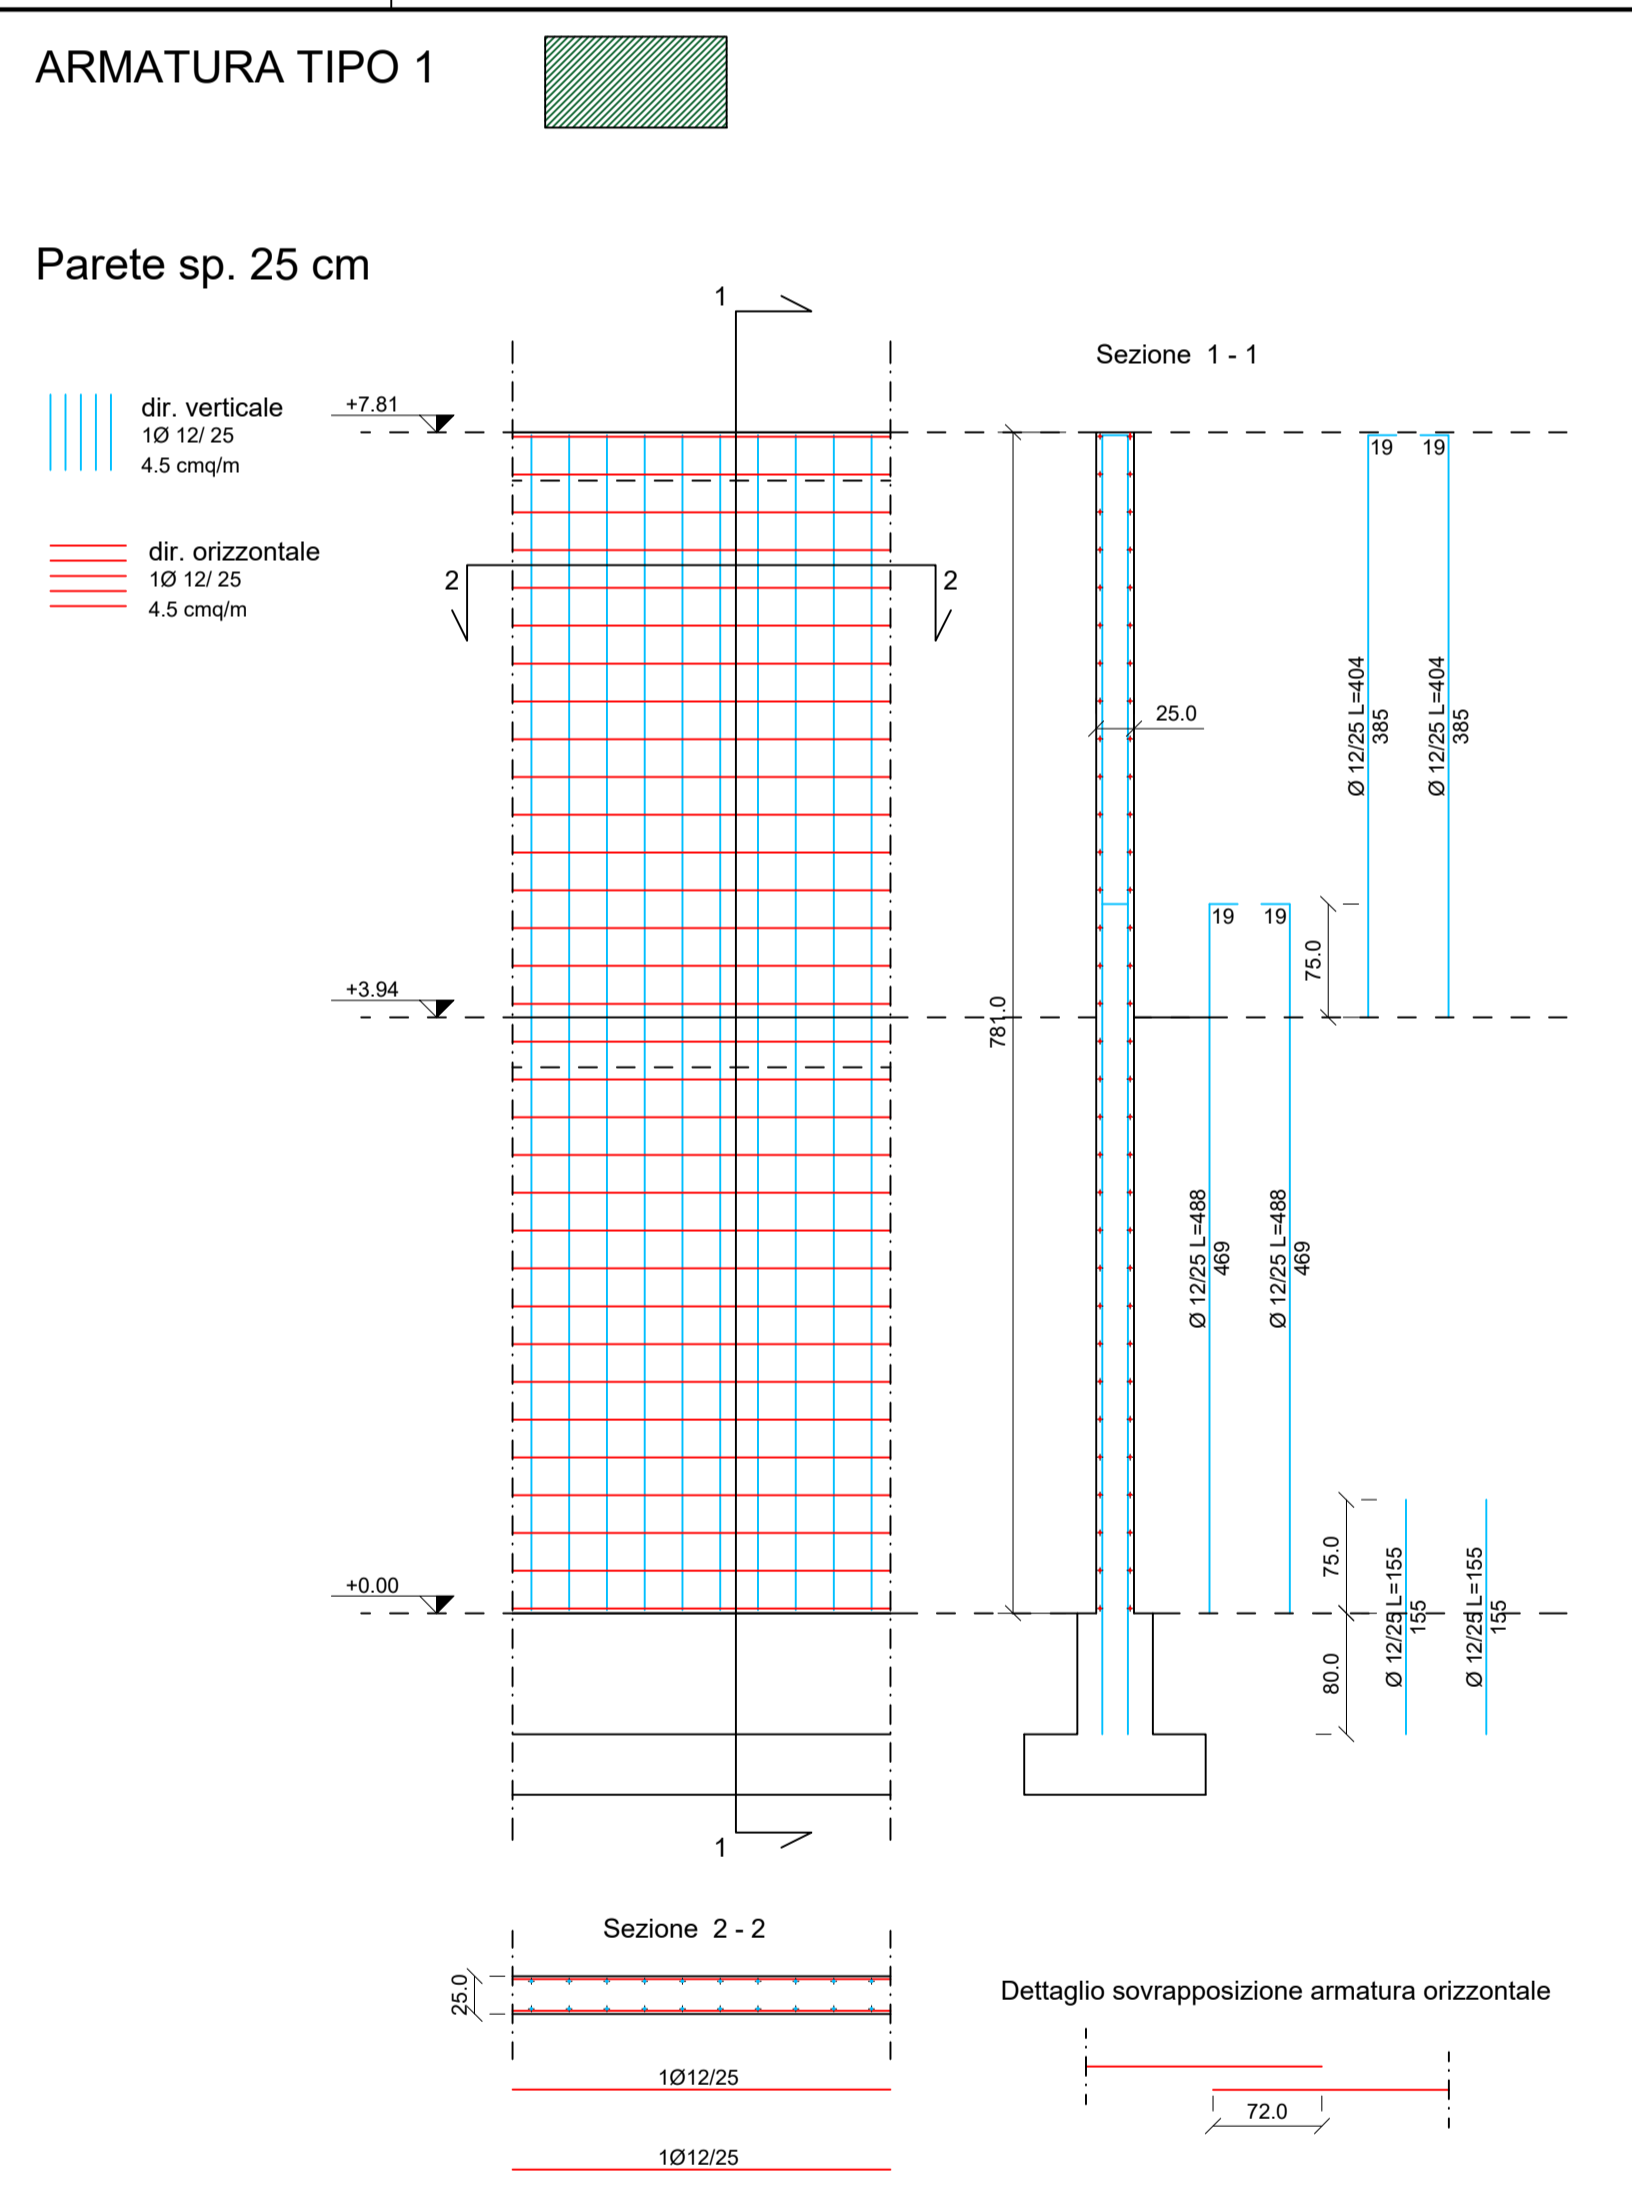 ARMATURA TIPO 1
Parete sp. 25 cm
1
Sezione  1 - 1
dir. verticale
1Ø 12/ 25
4.5 cmq/m
+7.81
19
19
dir. orizzontale
1Ø 12/ 25
4.5 cmq/m
2
2
Ø 12/25 L=404
385
Ø 12/25 L=404
385
25.0
19
19
75.0
+3.94
781.0
Ø 12/25 L=488
469
Ø 12/25 L=488
469
+0.00
75.0
80.0
Ø 12/25 L=155
155
Ø 12/25 L=155
155
1
Sezione  2 - 2
25.0
1Ø12/25
1Ø12/25
Dettaglio sovrapposizione armatura orizzontale
72.0